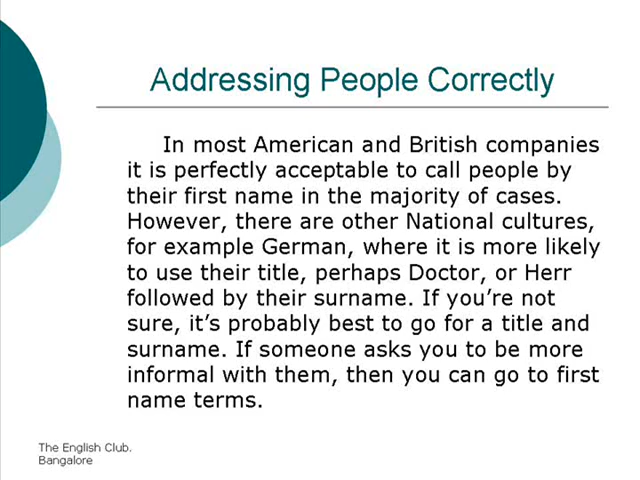 Addressing People Correctly
In most American and British companies
it is perfectly acceptable to call people by
their first name in the majority of cases.
However, there are other National cultures,
for example German, where it is more likely
to use their title, perhaps Doctor, or Herr
followed by their surname. If you're not
sure, it's probably best to go for a title and
surname. If someone asks you to be more
informal with them, then you can go to first
name terms.
The English Club.
Bangalore